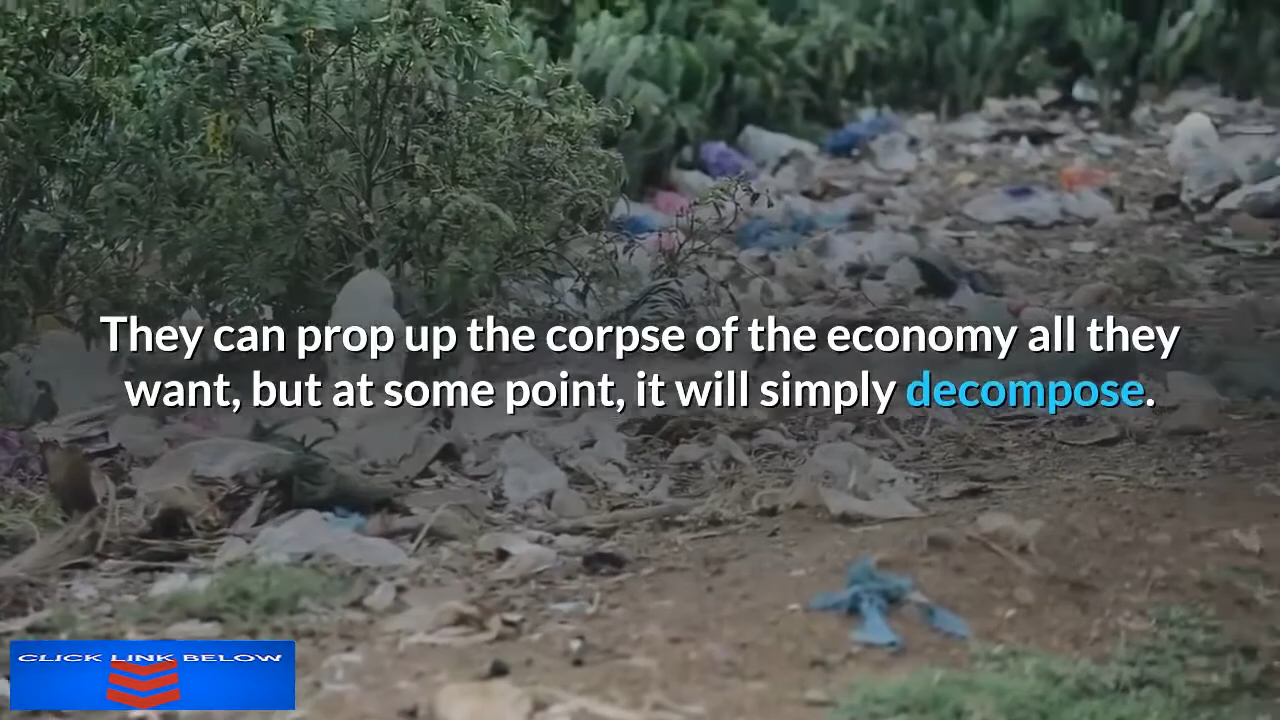 They can prop up the corpse of the economy all they
want, but at some point, it will simply decompose.
CLICK LINK BELOW